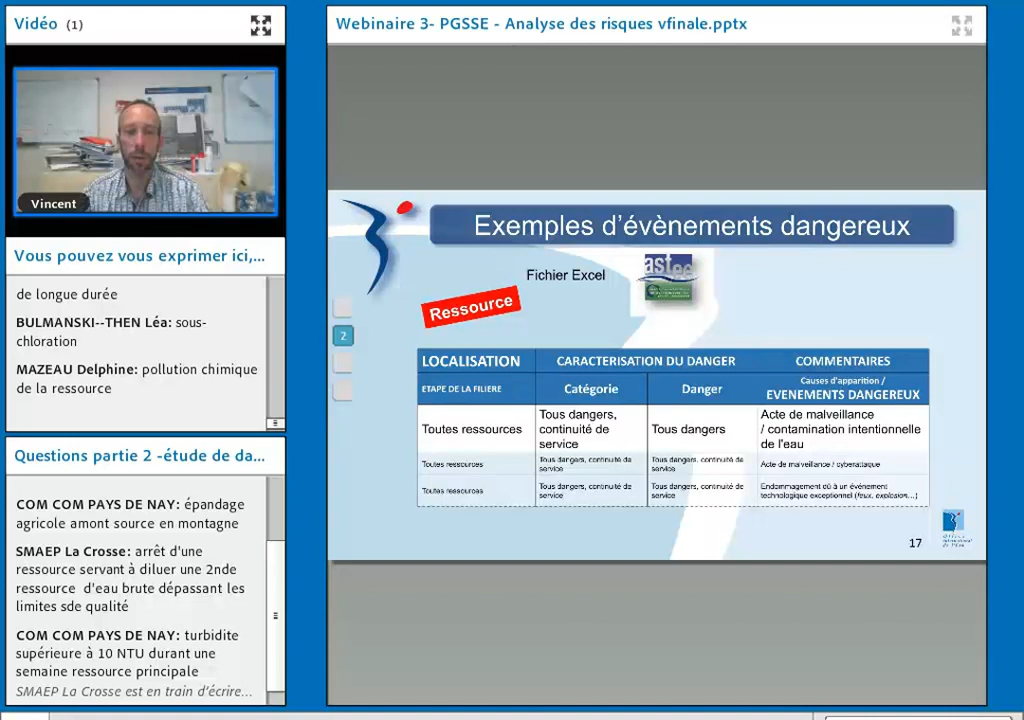 Vidéo (1)
Vincent
Vous pouvez vous exprimer ici,...
de longue durée
BULMANSKI--THEN Léa: sous-
chloration
MAZEAU Delphine: pollution chimique
de la ressource
Questions partie 2 -étude de da...
COM COM PAYS DE NAY: épandage
agricole amont source en montagne
SMAEP La Crosse: arrêt d'une
ressource servant à diluer une 2nde
ressource d'eau brute dépassant les
limites sde qualité
COM COM PAYS DE NAY: turbidite
supérieure à 10 NTU durant une
semaine ressource principale
SMAEP La Crosse est en train d'écrire...
Webinaire 3- PGSSE - Analyse des risques vfinale.pptx
Exemples d'évènements dangereux
Fichier Excel
astee
Ressource
2
LOCALISATION CARACTERISATION DU DANGER COMMENTAIRES
ETAPE DE LA FILIERE Catégorie Danger Causes d'apparition /
EVENEMENTS DANGEREUX
Toutes ressources
Tous dangers,
continuité de
service
Tous dangers
Acte de malveillance
/ contamination intentionnelle
de l'eau
Toutes ressources
Tous dangers, continuité de
service
Tous dangers, continuité de
service
Acte de malveillance / cyberattaque
Toutes ressources
Tous dangers, continuité de
service
Tous dangers, continuité de
service
Endommagement dû à un évènement
technologique exceptionnel (feux, explosion...)
17